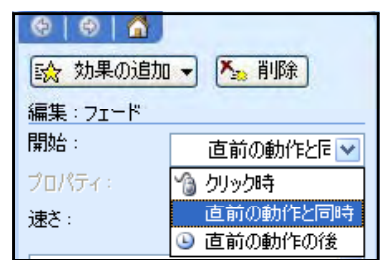 効果の追加 削除
編集：フェード
開始： 直前の動作と同
プロパティ： クリック時
速さ： 直前の動作と同時
直前の動作の後